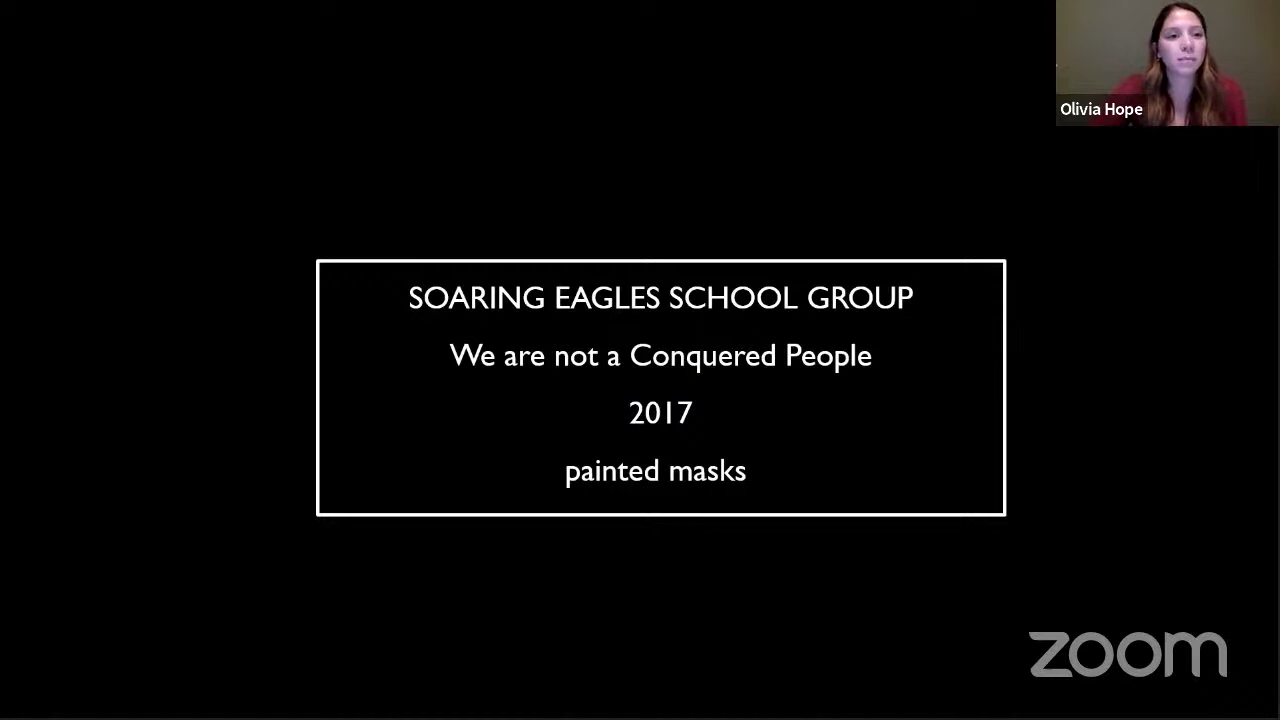 Olivia Hope
SOARING EAGLES SCHOOL GROUP
We are not a Conquered People
2017
painted masks
zoom